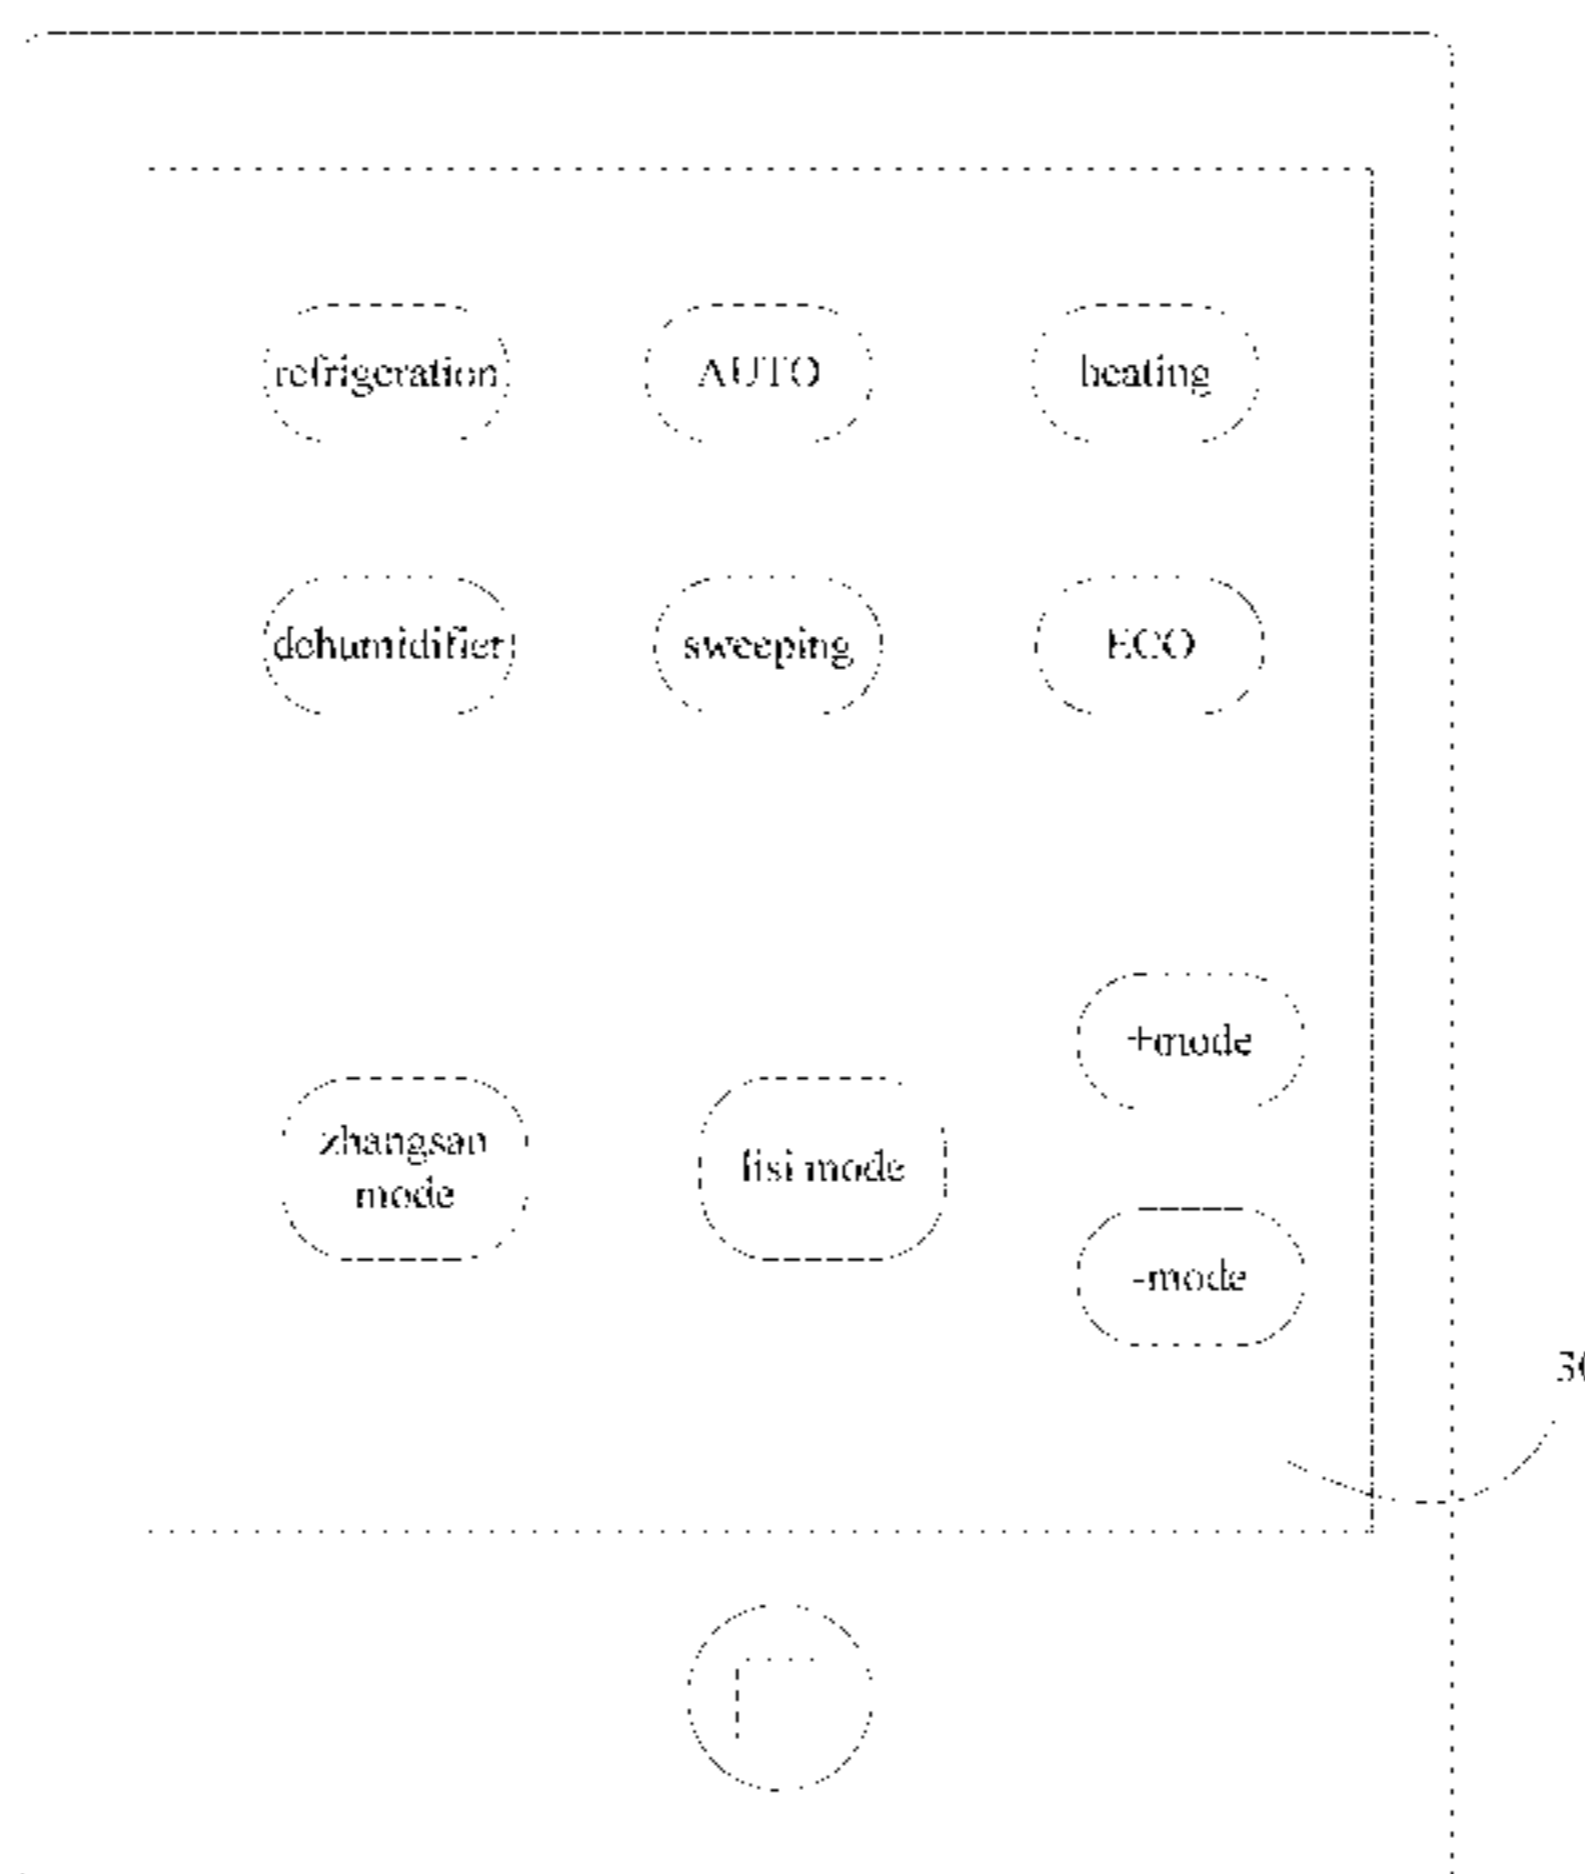 refrigeration AUTO heating
dehumidifier sweeping ECO
+mode
zhangsan
mode
lisi mode
-mode